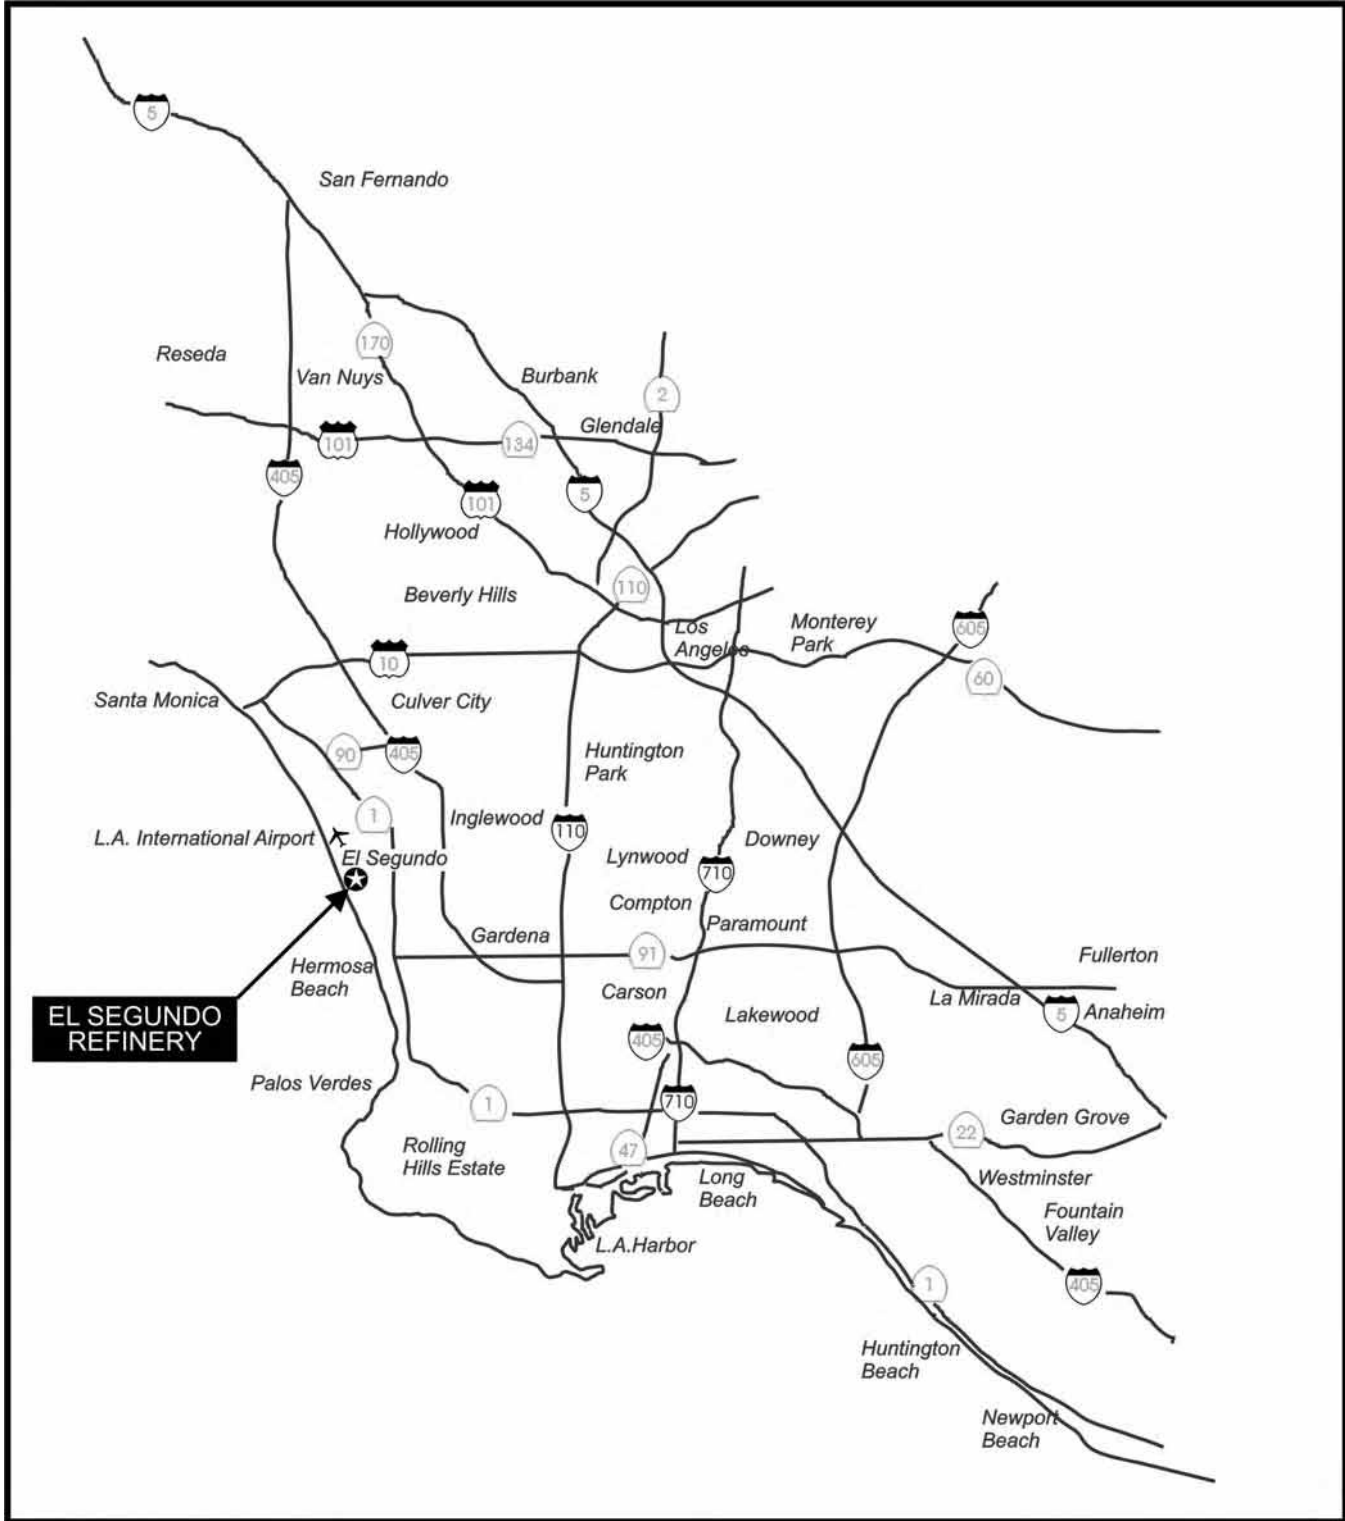 5
San Fernando
170
Reseda
Van Nuys
Burbank
2
Glendale
101
134
405
101
5
Hollywood
110
Beverly Hills
Los
Angeles
Monterey
Park
605
10
60
Santa Monica
Culver City
90
405
Huntington
Park
1
Inglewood
110
L.A. International Airport
Downey
El Segundo
Lynwood
710
Compton
Paramount
Gardena
91
Fullerton
Hermosa
Beach
Carson
La Mirada
EL SEGUNDO
REFINERY
Lakewood
5
Anaheim
405
605
Palos Verdes
1
710
Garden Grove
22
Rolling
Hills Estate
47
Long
Beach
Westminster
Fountain
Valley
L.A.Harbor
1
405
Huntington
Beach
Newport
Beach